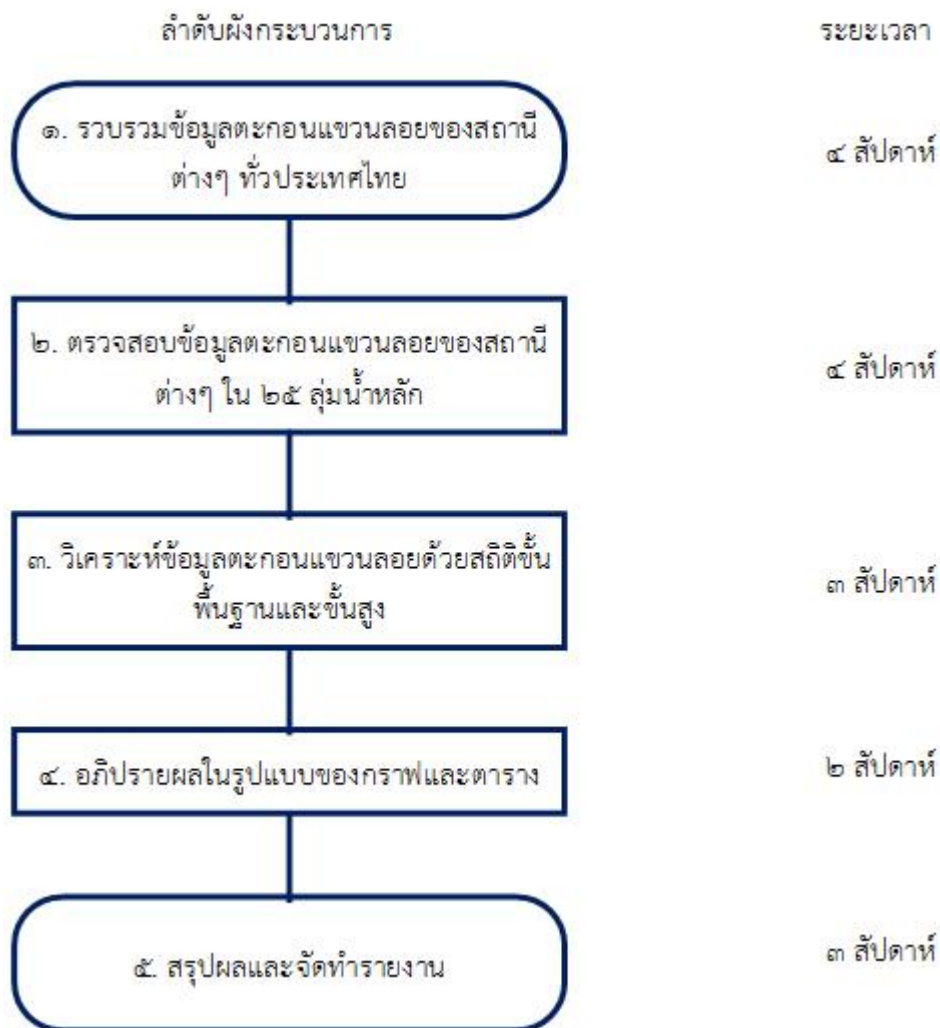 ลำดับผังกระบวนการ
ระยะเวลา
๑. รวบรวมข้อมูลตะกอนแขวนลอยของสถานี
ต่างๆ ทั่วประเทศไทย
๔ สัปดาห์
๒. ตรวจสอบข้อมูลตะกอนแขวนลอยของสถานี
ต่างๆ ใน ๒๕ ลุ่มน้ำหลัก
๔ สัปดาห์
๓. วิเคราะห์ข้อมูลตะกอนแขวนลอยด้วยสถิติขั้น
พื้นฐานและขั้นสูง
๓ สัปดาห์
๔. อภิปรายผลในรูปแบบของกราฟและตาราง
๒ สัปดาห์
๕. สรุปผลและจัดทำรายงาน
๓ สัปดาห์